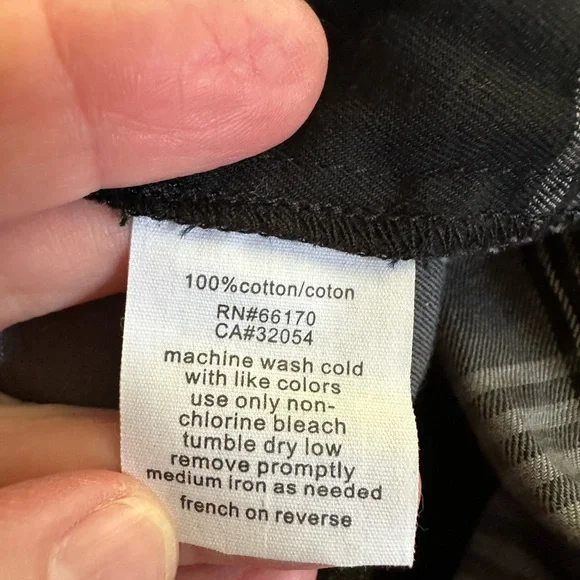 100%cotton/coton
RN#66170
CA#32054
machine wash cold
with like colors
use only non-
chlorine bleach
tumble dry low
remove promptly
medium iron as needed
french on reverse